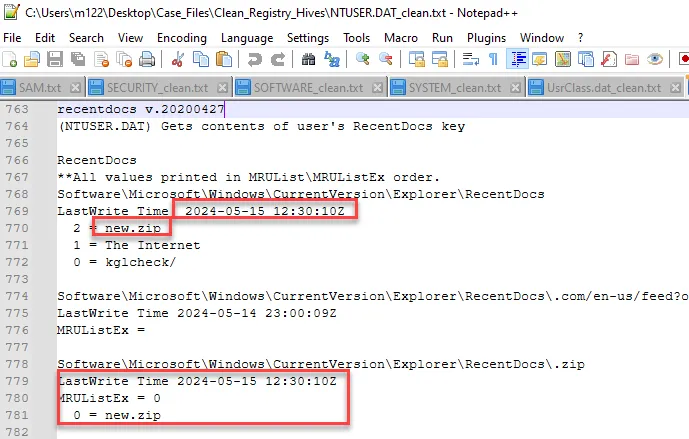 C:\Users\m122\Desktop\Case_Files\Clean_Registry_Hives\NTUSER.DAT_clean.txt - Notepad++
File Edit Search View Encoding Language Settings Tools Macro Run Plugins Window ?
SAM.txt SECURITY_clean.txt SOFTWARE_clean.txt SYSTEM_clean.txt UsrClass.dat_clean.txt
763 recentdocs v.20200427
764 (NTUSER.DAT) Gets contents of user's RecentDocs key
765
766 RecentDocs
767 **All values printed in MRUList\MRUListEx order.
768 Software\Microsoft\Windows\CurrentVersion\Explorer\RecentDocs
769 LastWrite Time 2024-05-15 12:30:10Z
770 2 = new.zip
771 1 = The Internet
772 0 = kglcheck/
773
774 Software\Microsoft\Windows\CurrentVersion\Explorer\RecentDocs\.com/en-us/feed?o
775 LastWrite Time 2024-05-14 23:00:09Z
776 MRUListEx =
777
778 Software\Microsoft\Windows\CurrentVersion\Explorer\RecentDocs\.zip
779 LastWrite Time 2024-05-15 12:30:10Z
780 MRUListEx = 0
781 0 = new.zip
782